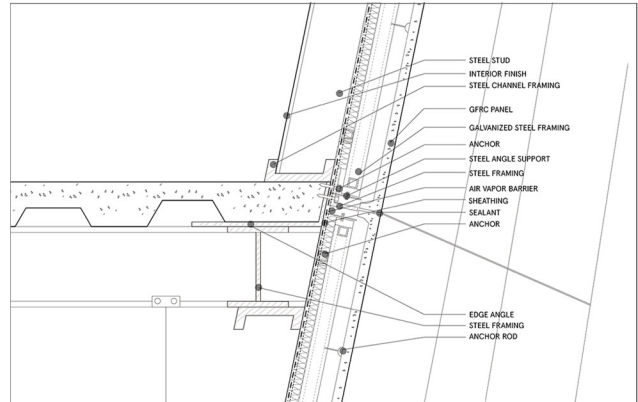 STEEL STUD
INTERIOR FINISH
STEEL CHANNEL FRAMING
GFRC PANEL
GALVANIZED STEEL FRAMING
ANCHOR
STEEL ANGLE SUPPORT
STEEL FRAMING
AIR VAPOR BARRIER
SHEATHING
SEALANT
ANCHOR
EDGE ANGLE
STEEL FRAMING
ANCHOR ROD